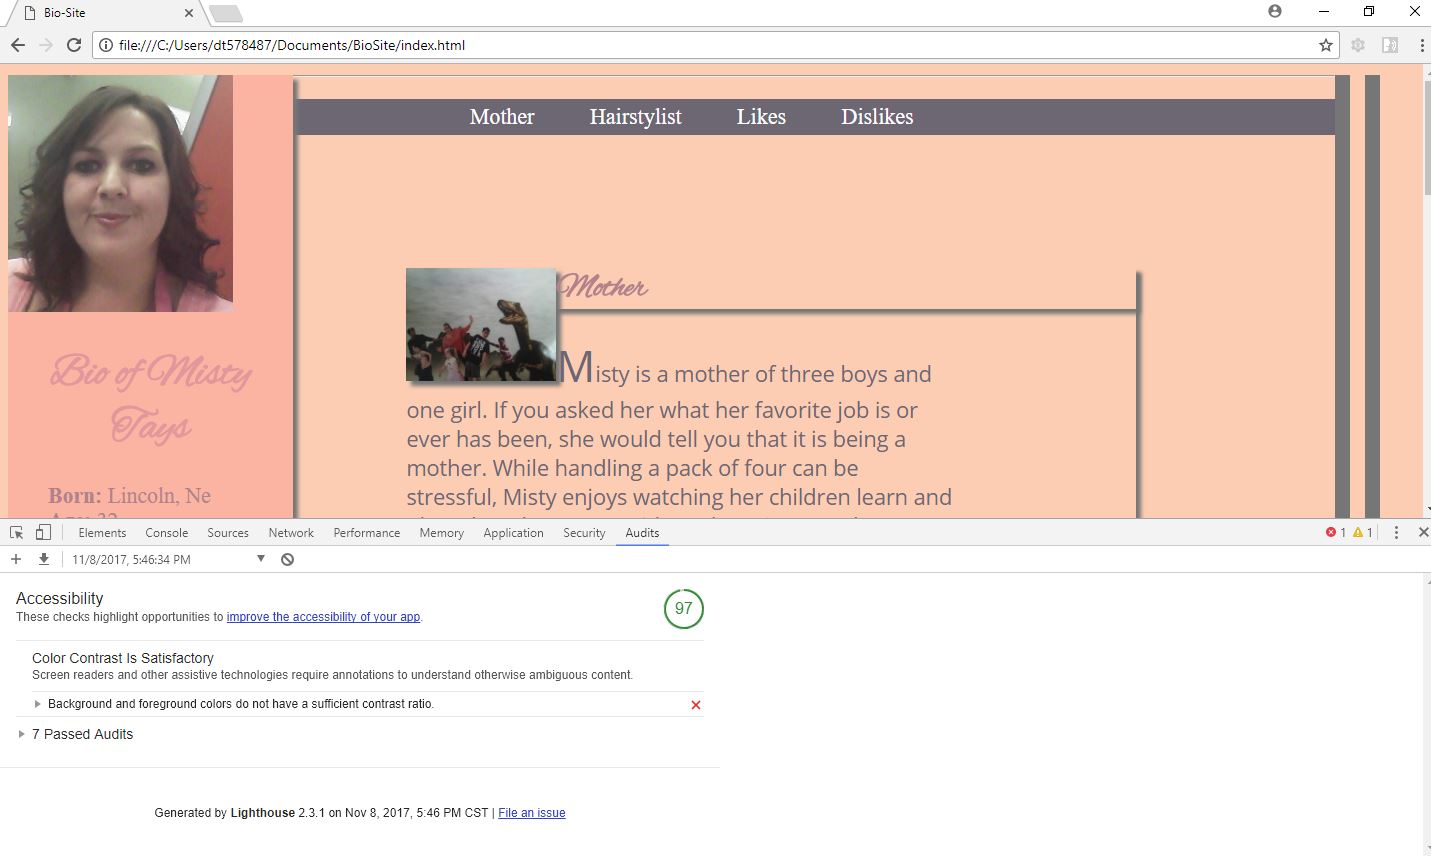 Bio-Site
file:///C:/Users/dt578487/Documents/BioSite/index.html
Mother Hairstylist Likes Dislikes
Bio of Misty
Tays
Born: Lincoln, Ne
Mother
Misty is a mother of three boys and
one girl. If you asked her what her favorite job is or
ever has been, she would tell you that it is being a
mother. While handling a pack of four can be
stressful, Misty enjoys watching her children learn and
Elements Console Sources Network Performance Memory Application Security Audits 1 1
11/8/2017, 5:46:34 PM
Accessibility
These checks highlight opportunities to improve the accessibility of your app.
97
Color Contrast Is Satisfactory
Screen readers and other assistive technologies require annotations to understand otherwise ambiguous content.
Background and foreground colors do not have a sufficient contrast ratio.
7 Passed Audits
Generated by Lighthouse 2.3.1 on Nov 8, 2017, 5:46 PM CST | File an issue